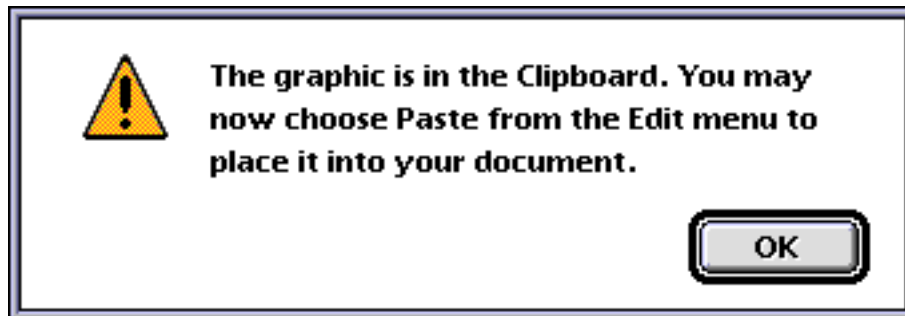 The graphic is in the Clipboard. You may
now choose Paste from the Edit menu to
place it into your document.
OK